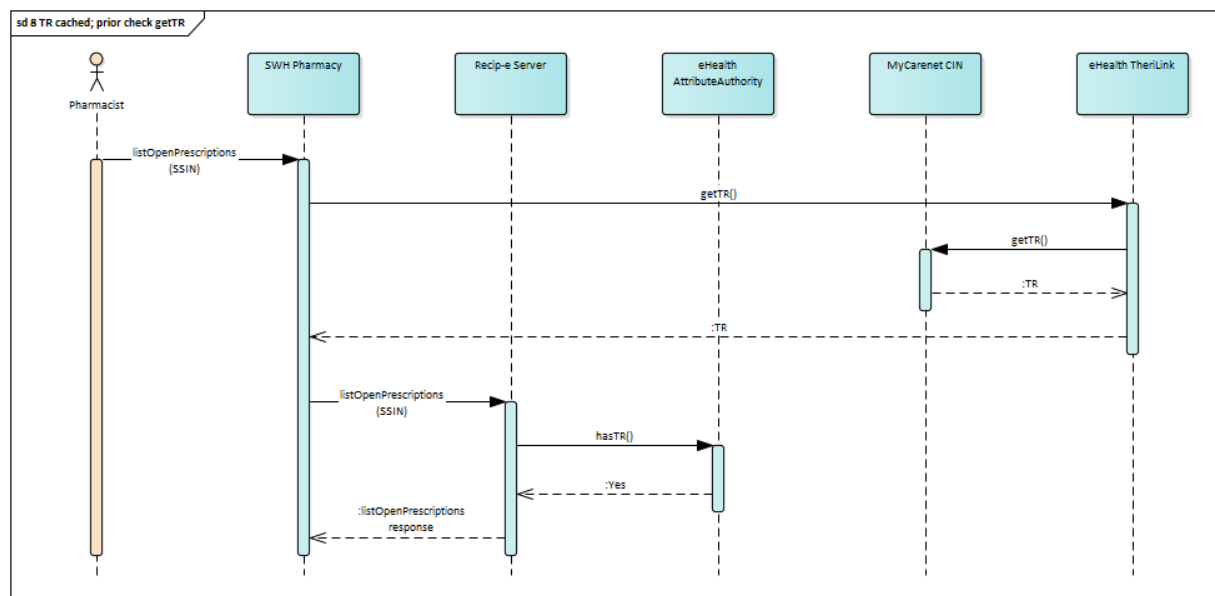 sd 8 TR cached; prior check getTR
Pharmacist
SWH Pharmacy
Recip-e Server
eHealth
AttributeAuthority
MyCarenet CIN
eHealth TheriLink
listOpenPrescriptions
(SSIN)
getTR()
getTR()
:TR
:TR
listOpenPrescriptions
(SSIN)
hasTR()
:Yes
:listOpenPrescriptions
response